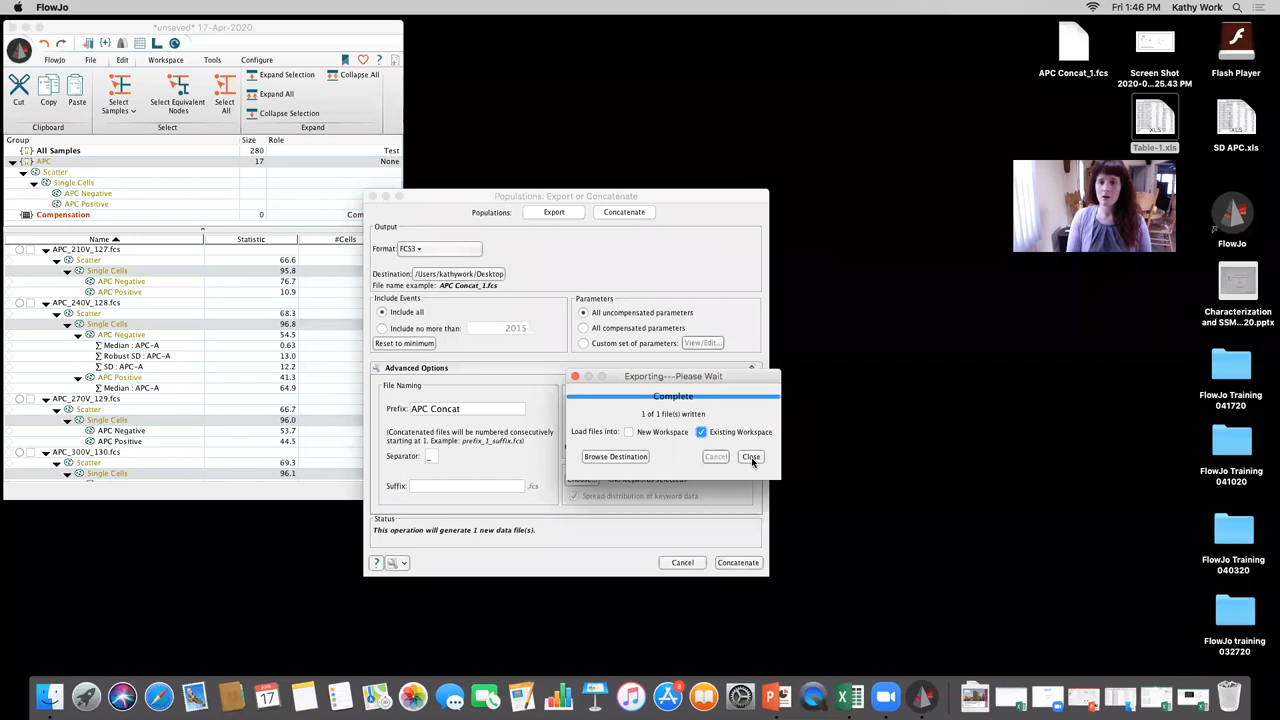 FlowJo
Fri 1:46 PM Kathy Work
*unsaved* 17-Apr-2020
FlowJo File Edit Workspace Tools Configure
Cut Copy Paste
Select Samples
Select Equivalent Nodes
Select All
Expand Selection Collapse All
Expand All
Collapse Selection
Clipboard Select Expand
Group Size Role
All Samples 280 Test
APC 17 None
Scatter
Single Cells
APC Negative
APC Positive
Compensation 0 Com
Name Statistic #Cells
APC_210V_127.fcs
Scatter 66.6
Single Cells 95.8
APC Negative 76.7
APC Positive 10.9
APC_240V_128.fcs
Scatter 68.3
Single Cells 96.8
APC Negative 54.5
Median : APC-A 0.63
Robust SD : APC-A 13.0
SD : APC-A 12.2
APC Positive 41.3
Median : APC-A 64.9
APC_270V_129.fcs
Scatter 66.7
Single Cells 96.0
APC Negative 53.7
APC Positive 44.5
APC_300V_130.fcs
Scatter 69.3
Single Cells 96.1
Populations: Export or Concatenate
Populations: Export Concatenate
Output
Format: FCS3
Destination: /Users/kathywork/Desktop
File name example: APC Concat_1.fcs
Include Events
Include all
Include no more than: 2015
Reset to minimum
Parameters
All uncompensated parameters
All compensated parameters
Custom set of parameters: View/Edit...
Advanced Options
File Naming
Prefix: APC Concat
(Concatenated files will be numbered consecutively
starting at 1. Example: prefix_1_suffix.fcs)
Separator: _
Suffix: .fcs
Spread distribution of keyword data
Exporting---Please Wait
Complete
1 of 1 file(s) written
Load files into: New Workspace Existing Workspace
Browse Destination Cancel Close
Status
This operation will generate 1 new data file(s).
? Cancel Concatenate
APC Concat_1.fcs
Screen Shot
2020-0...25.43 PM
Flash Player
XLS
Table-1.xls
XLS
SD APC.xls
FlowJo
Characterization
and SSM...20.pptx
FlowJo Training
041720
FlowJo Training
041020
FlowJo Training
040320
FlowJo training
032720
17
3